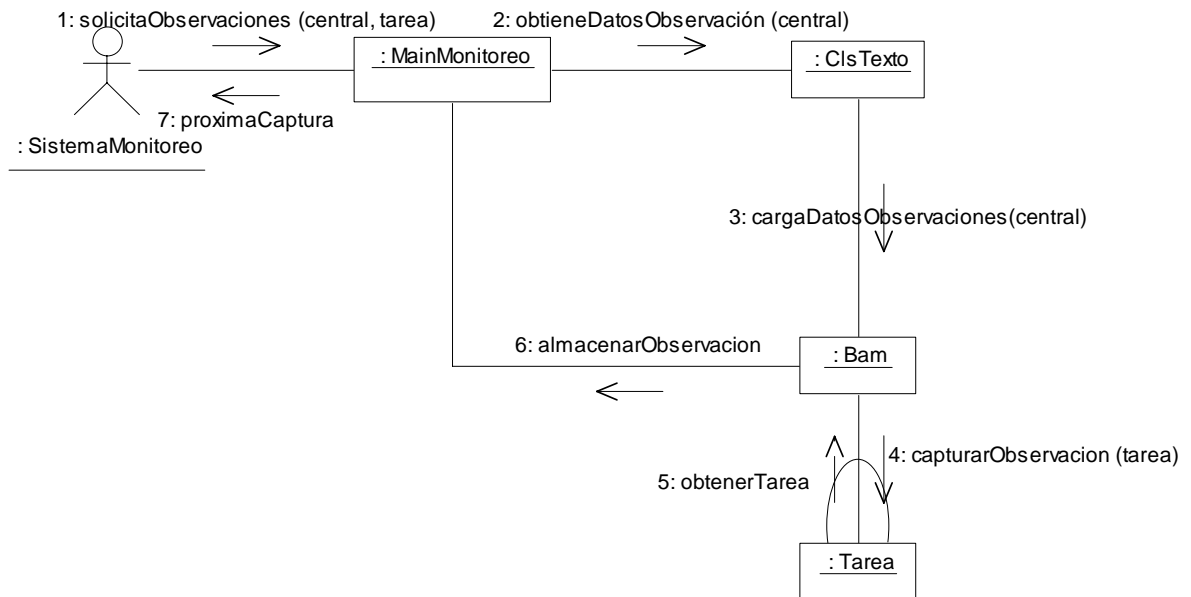 1: solicitaObservaciones (central, tarea)
2: obtieneDatosObservación (central)
: MainMonitoreo
: ClsTexto
7: proximaCaptura
: SistemaMonitoreo
3: cargaDatosObservaciones(central)
6: almacenarObservacion
: Bam
4: capturarObservacion (tarea)
5: obtenerTarea
: Tarea